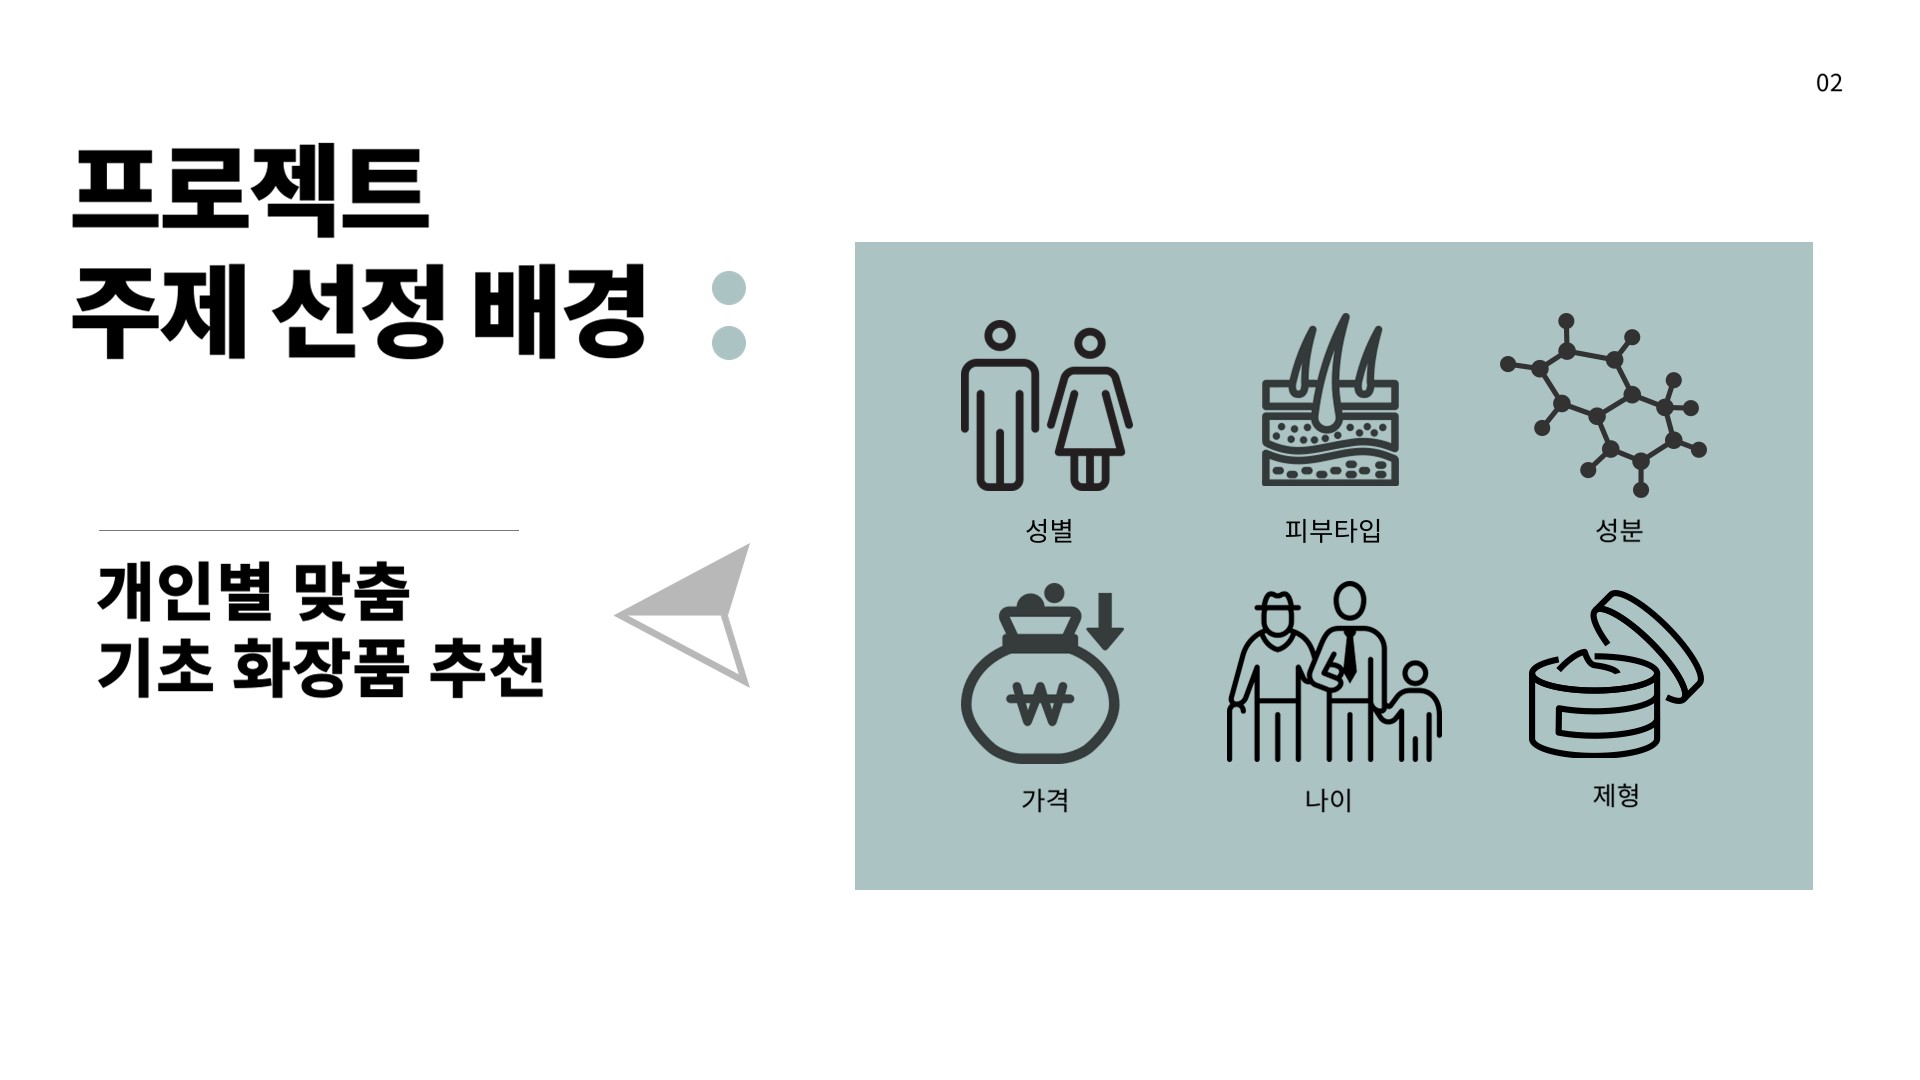 02
프로젝트
주제 선정 배경
개인별 맞춤
기초 화장품 추천
성별
피부타입
성분
₩
가격
나이
제형